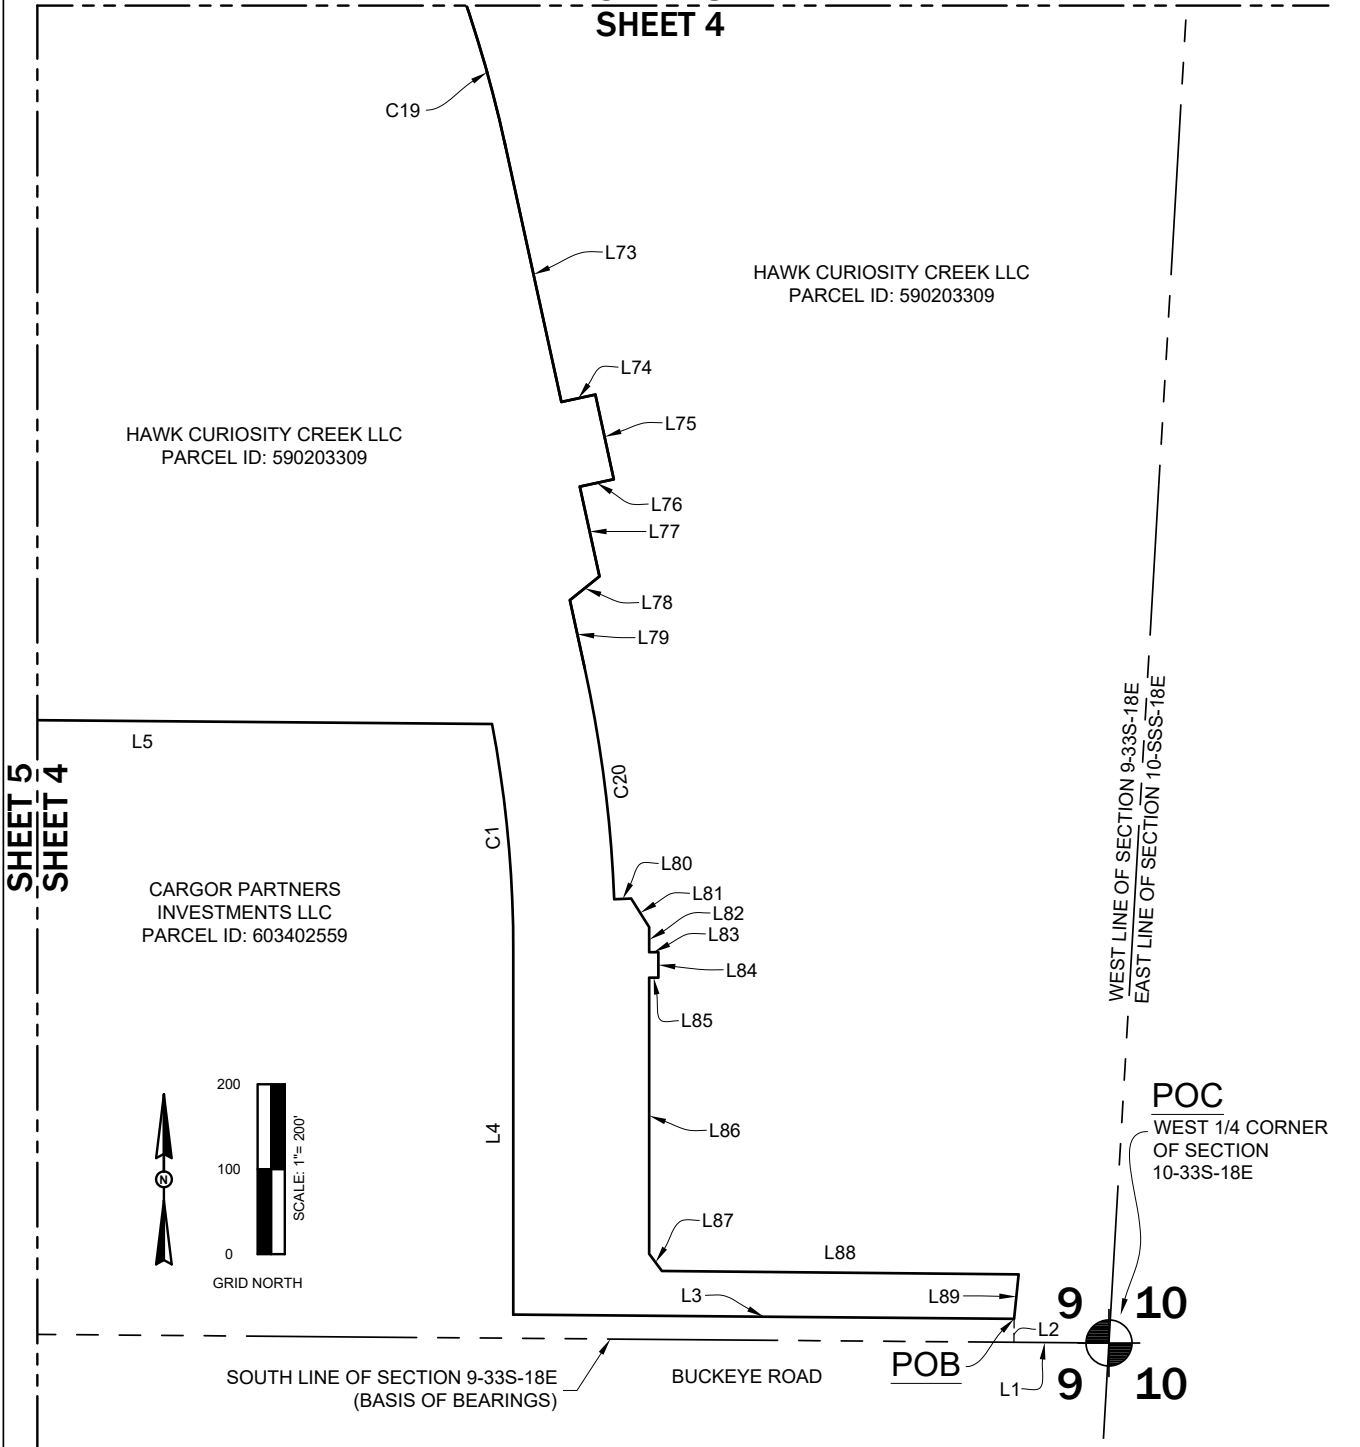 SHEET 4
C19
L73
HAWK CURIOSITY CREEK LLC
PARCEL ID: 590203309
L74
L75
HAWK CURIOSITY CREEK LLC
PARCEL ID: 590203309
L76
L77
L78
L79
L5
C20
C1
SHEET 5
SHEET 4
WEST LINE OF SECTION 9-33S-18E
EAST LINE OF SECTION 10-SSS-18E
L80
L81
L82
L83
L84
L85
CARGOR PARTNERS
INVESTMENTS LLC
PARCEL ID: 603402559
200
100
0
SCALE: 1"= 200'
N
GRID NORTH
L4
L86
POC
WEST 1/4 CORNER
OF SECTION
10-33S-18E
L87
L88
L3
L89
9
10
L2
SOUTH LINE OF SECTION 9-33S-18E
(BASIS OF BEARINGS)
BUCKEYE ROAD
POB
L1
9
10